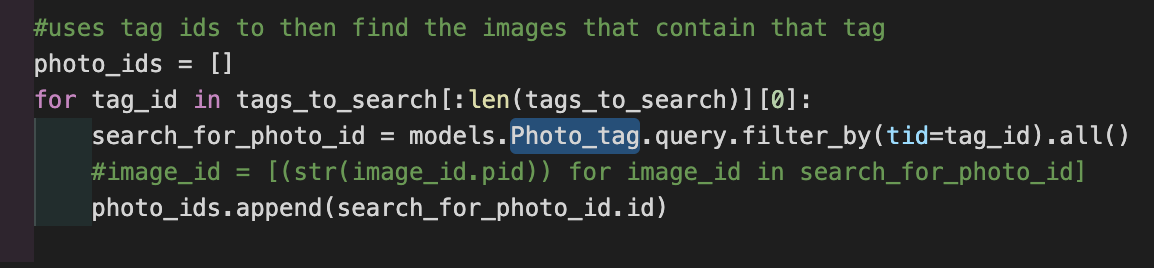 #uses tag ids to then find the images that contain that tag
photo_ids = []
for tag_id in tags_to_search[:len(tags_to_search)][0]:
    search_for_photo_id = models.Photo_tag.query.filter_by(tid=tag_id).all()
    #image_id = [(str(image_id.pid)) for image_id in search_for_photo_id]
    photo_ids.append(search_for_photo_id.id)